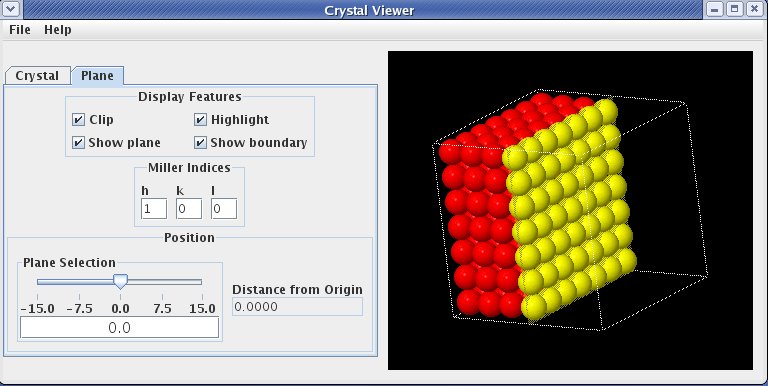 Crystal Viewer
File Help
Crystal Plane
Display Features
Clip Highlight
Show plane Show boundary
Miller Indices
h k l
1 0 0
Position
Plane Selection
Distance from Origin
0.0000
-15.0 -7.5 0.0 7.5 15.0
0.0